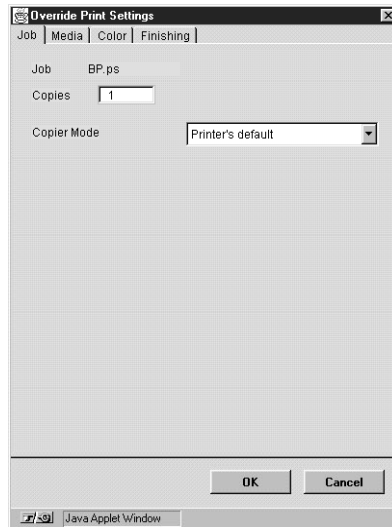 Override Print Settings
Job Media Color Finishing
Job BP.ps
Copies 1
Copier Mode Printer's default
OK Cancel
Java Applet Window